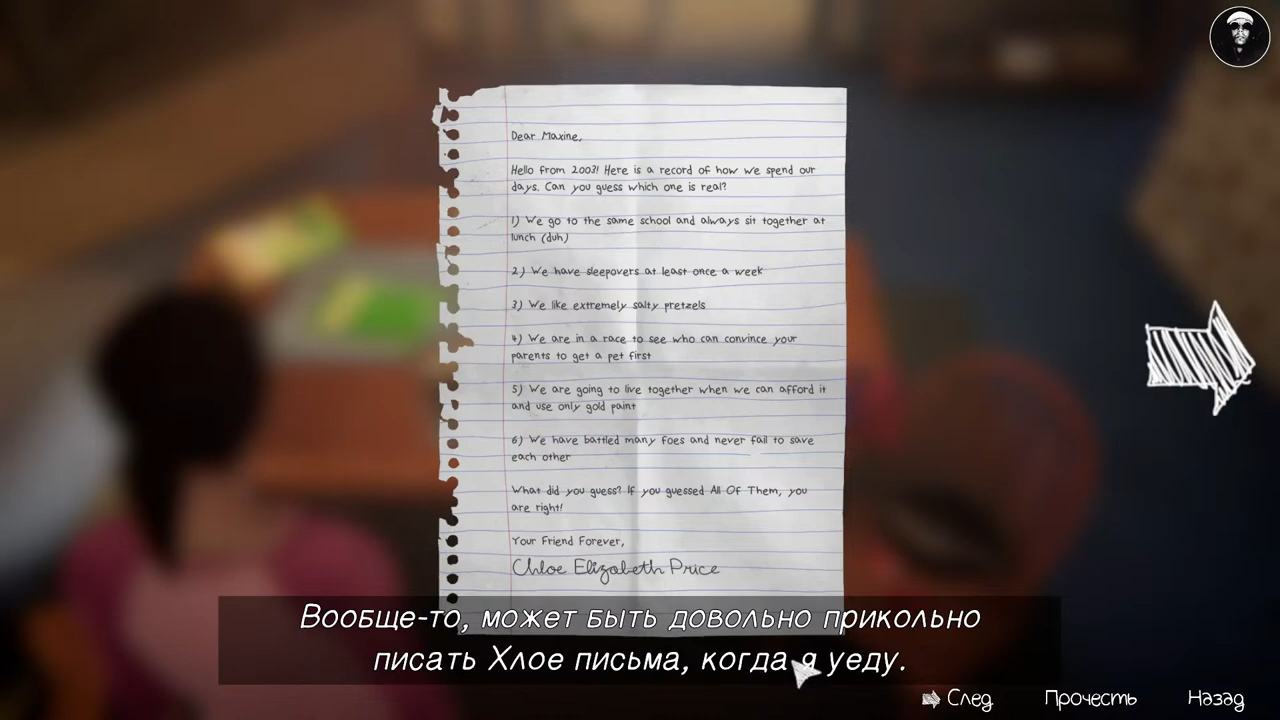 Dear Maxine,
Hello from 2003! Here is a record of how we spend our
days. Can you guess which one is real?
1) We go to the same school and always sit together at
lunch (duh)
2) We have sleepovers at least once a week
3) We like extremely salty pretzels
4) We are in a race to see who can convince your
parents to get a pet first
5) We are going to live together when we can afford it
and use only gold paint
6) We have battled many foes and never fail to save
each other
What did you guess? If you guessed All Of Them, you
are right!
Your Friend Forever,
Chloe Elizabeth Price
Вообще-то, может быть довольно прикольно
писать Хлое письма, когда я уеду.
След Прочесть Назад